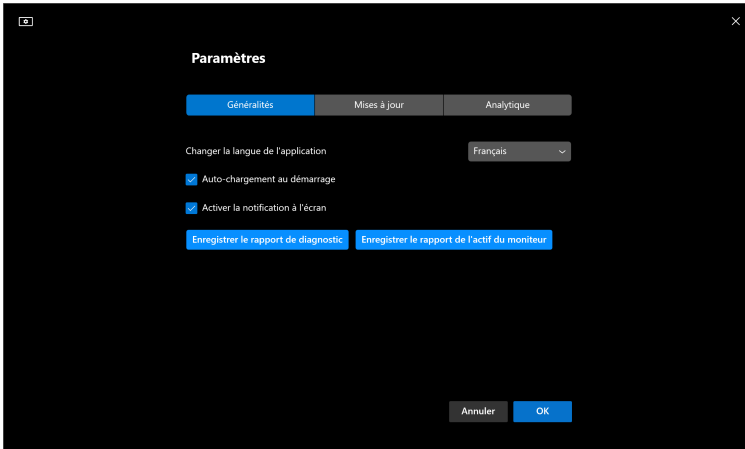 Paramètres
Généralités
Mises à jour
Analytique
Changer la langue de l'application
Français
Auto-chargement au démarrage
Activer la notification à l'écran
Enregistrer le rapport de diagnostic
Enregistrer le rapport de l'actif du moniteur
Annuler
OK